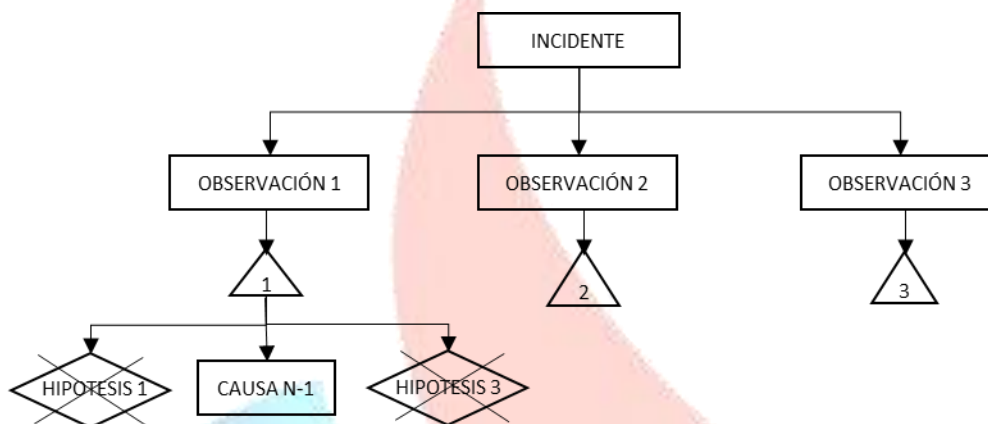 INCIDENTE
OBSERVACIÓN 1
OBSERVACIÓN 2
OBSERVACIÓN 3
1
2
3
HIPOTESIS 1
CAUSA N-1
HIPOTESIS 3